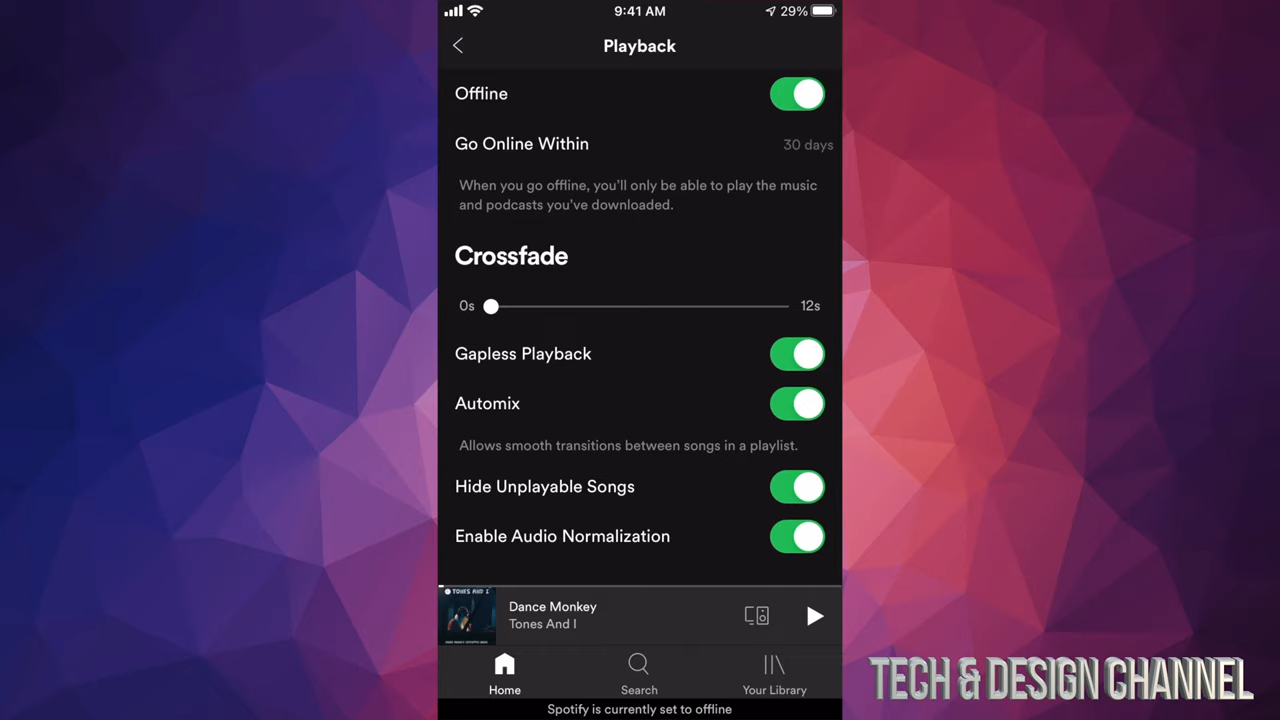 9:41 AM
29%
Playback
Offline
Go Online Within
30 days
When you go offline, you'll only be able to play the music
and podcasts you've downloaded.
Crossfade
0s
12s
Gapless Playback
Automix
Allows smooth transitions between songs in a playlist.
Hide Unplayable Songs
Enable Audio Normalization
TONES AND I
Dance Monkey
Tones And I
Home
Search
Your Library
Spotify is currently set to offline
TECH & DESIGN CHANNEL